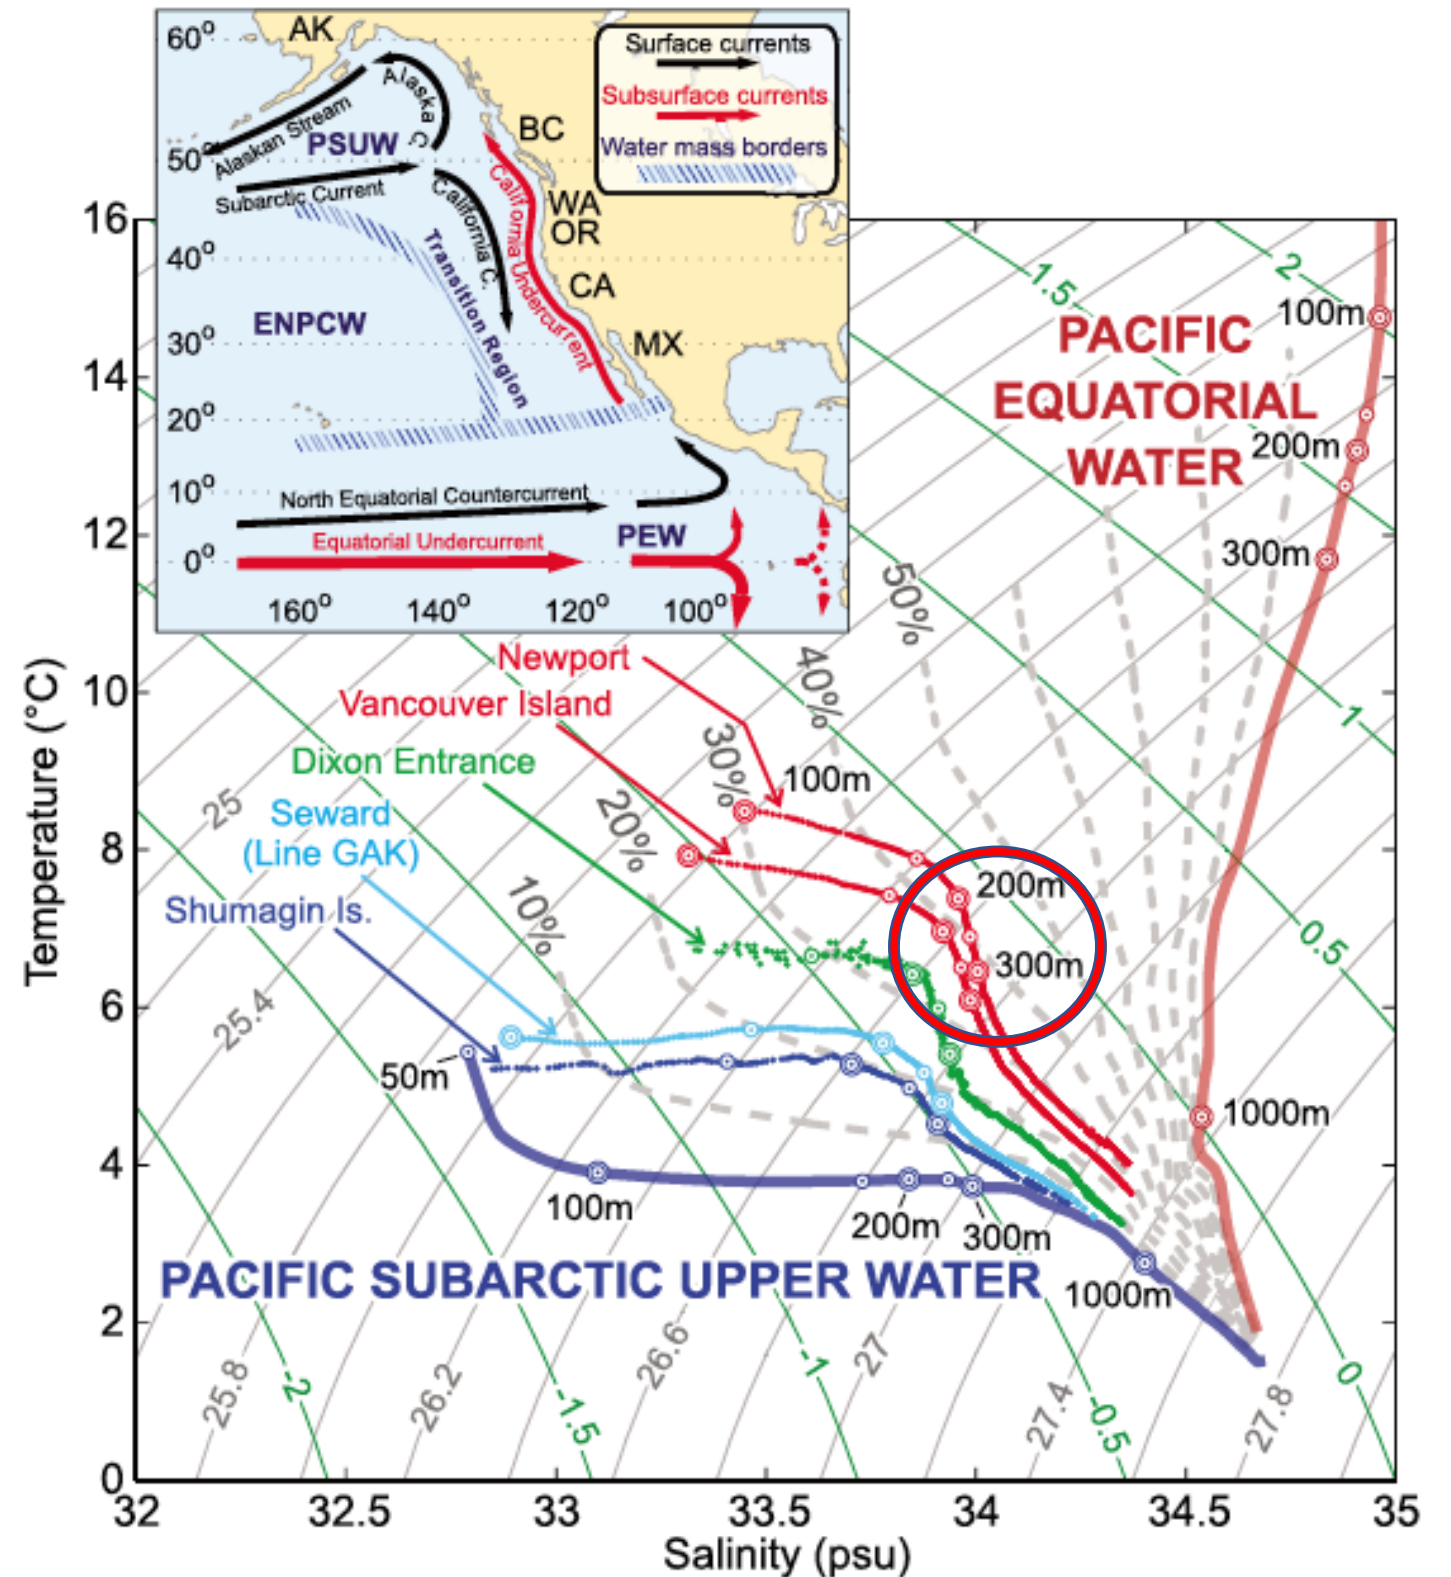 60°
50°
40°
30°
20°
10°
0°
160°
140°
120°
100°
AK
BC
WA
OR
CA
MX
Surface currents
Subsurface currents
Water mass borders
Alaska C.
Alaskan Stream
PSUW
Subarctic Current
California C.
California Undercurrent
Transition Region
ENPCW
North Equatorial Countercurrent
Equatorial Undercurrent
PEW
PACIFIC
EQUATORIAL
WATER
100m
200m
300m
1000m
2
1.5
1
0.5
0
-0.5
-1
-1.5
-2
50%
40%
30%
20%
10%
Newport
Vancouver Island
Dixon Entrance
Seward
(Line GAK)
Shumagin Is.
100m
200m
300m
50m
100m
200m
300m
1000m
PACIFIC SUBARCTIC UPPER WATER
25
25.4
25.8
26.2
26.6
27
27.4
27.8
16
14
12
10
8
6
4
2
0
Temperature (°C)
32
32.5
33
33.5
34
34.5
35
Salinity (psu)